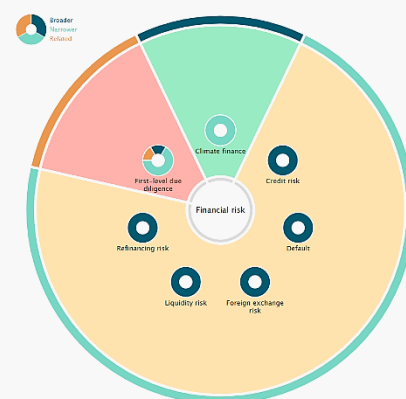 Broader
Narrower
Related
Climate finance
First-level due
diligence
Credit risk
Financial risk
Refinancing risk
Default
Liquidity risk
Foreign exchange
risk